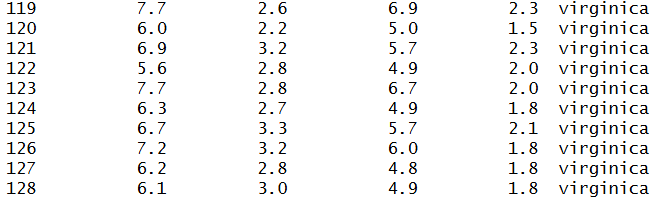 119 7.7 2.6 6.9 2.3 virginica
120 6.0 2.2 5.0 1.5 virginica
121 6.9 3.2 5.7 2.3 virginica
122 5.6 2.8 4.9 2.0 virginica
123 7.7 2.8 6.7 2.0 virginica
124 6.3 2.7 4.9 1.8 virginica
125 6.7 3.3 5.7 2.1 virginica
126 7.2 3.2 6.0 1.8 virginica
127 6.2 2.8 4.8 1.8 virginica
128 6.1 3.0 4.9 1.8 virginica